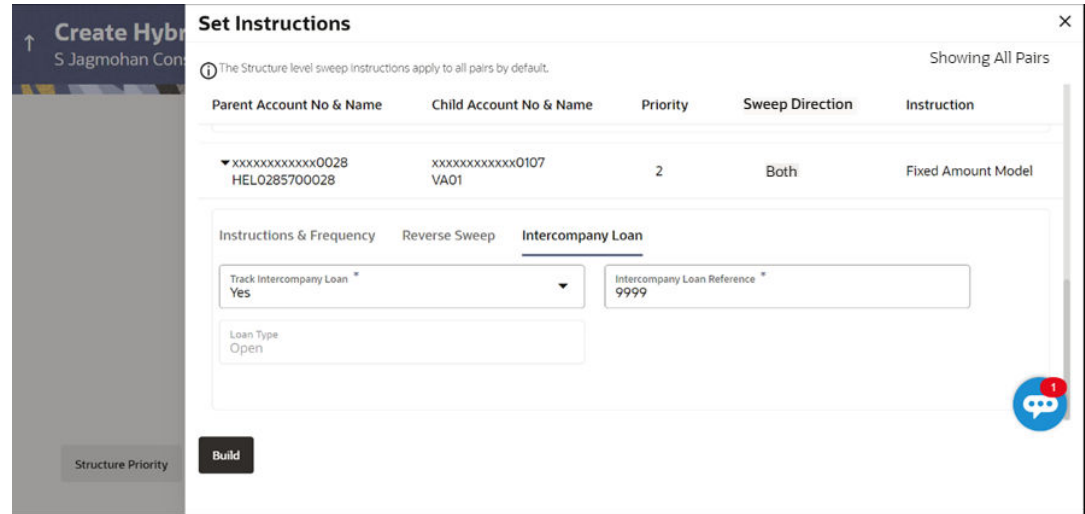 Create Hybr
S Jagmohan Con
Set Instructions
The Structure level sweep instructions apply to all pairs by default.
Showing All Pairs
Parent Account No & Name Child Account No & Name Priority Sweep Direction Instruction
xxxxxxxxxxxx0028 xxxxxxxxxxxx0107 2 Both Fixed Amount Model
HEL0285700028 VA01
Instructions & Frequency Reverse Sweep Intercompany Loan
Track Intercompany Loan * Intercompany Loan Reference *
Yes 9999
Loan Type
Open
1
Build
Structure Priority